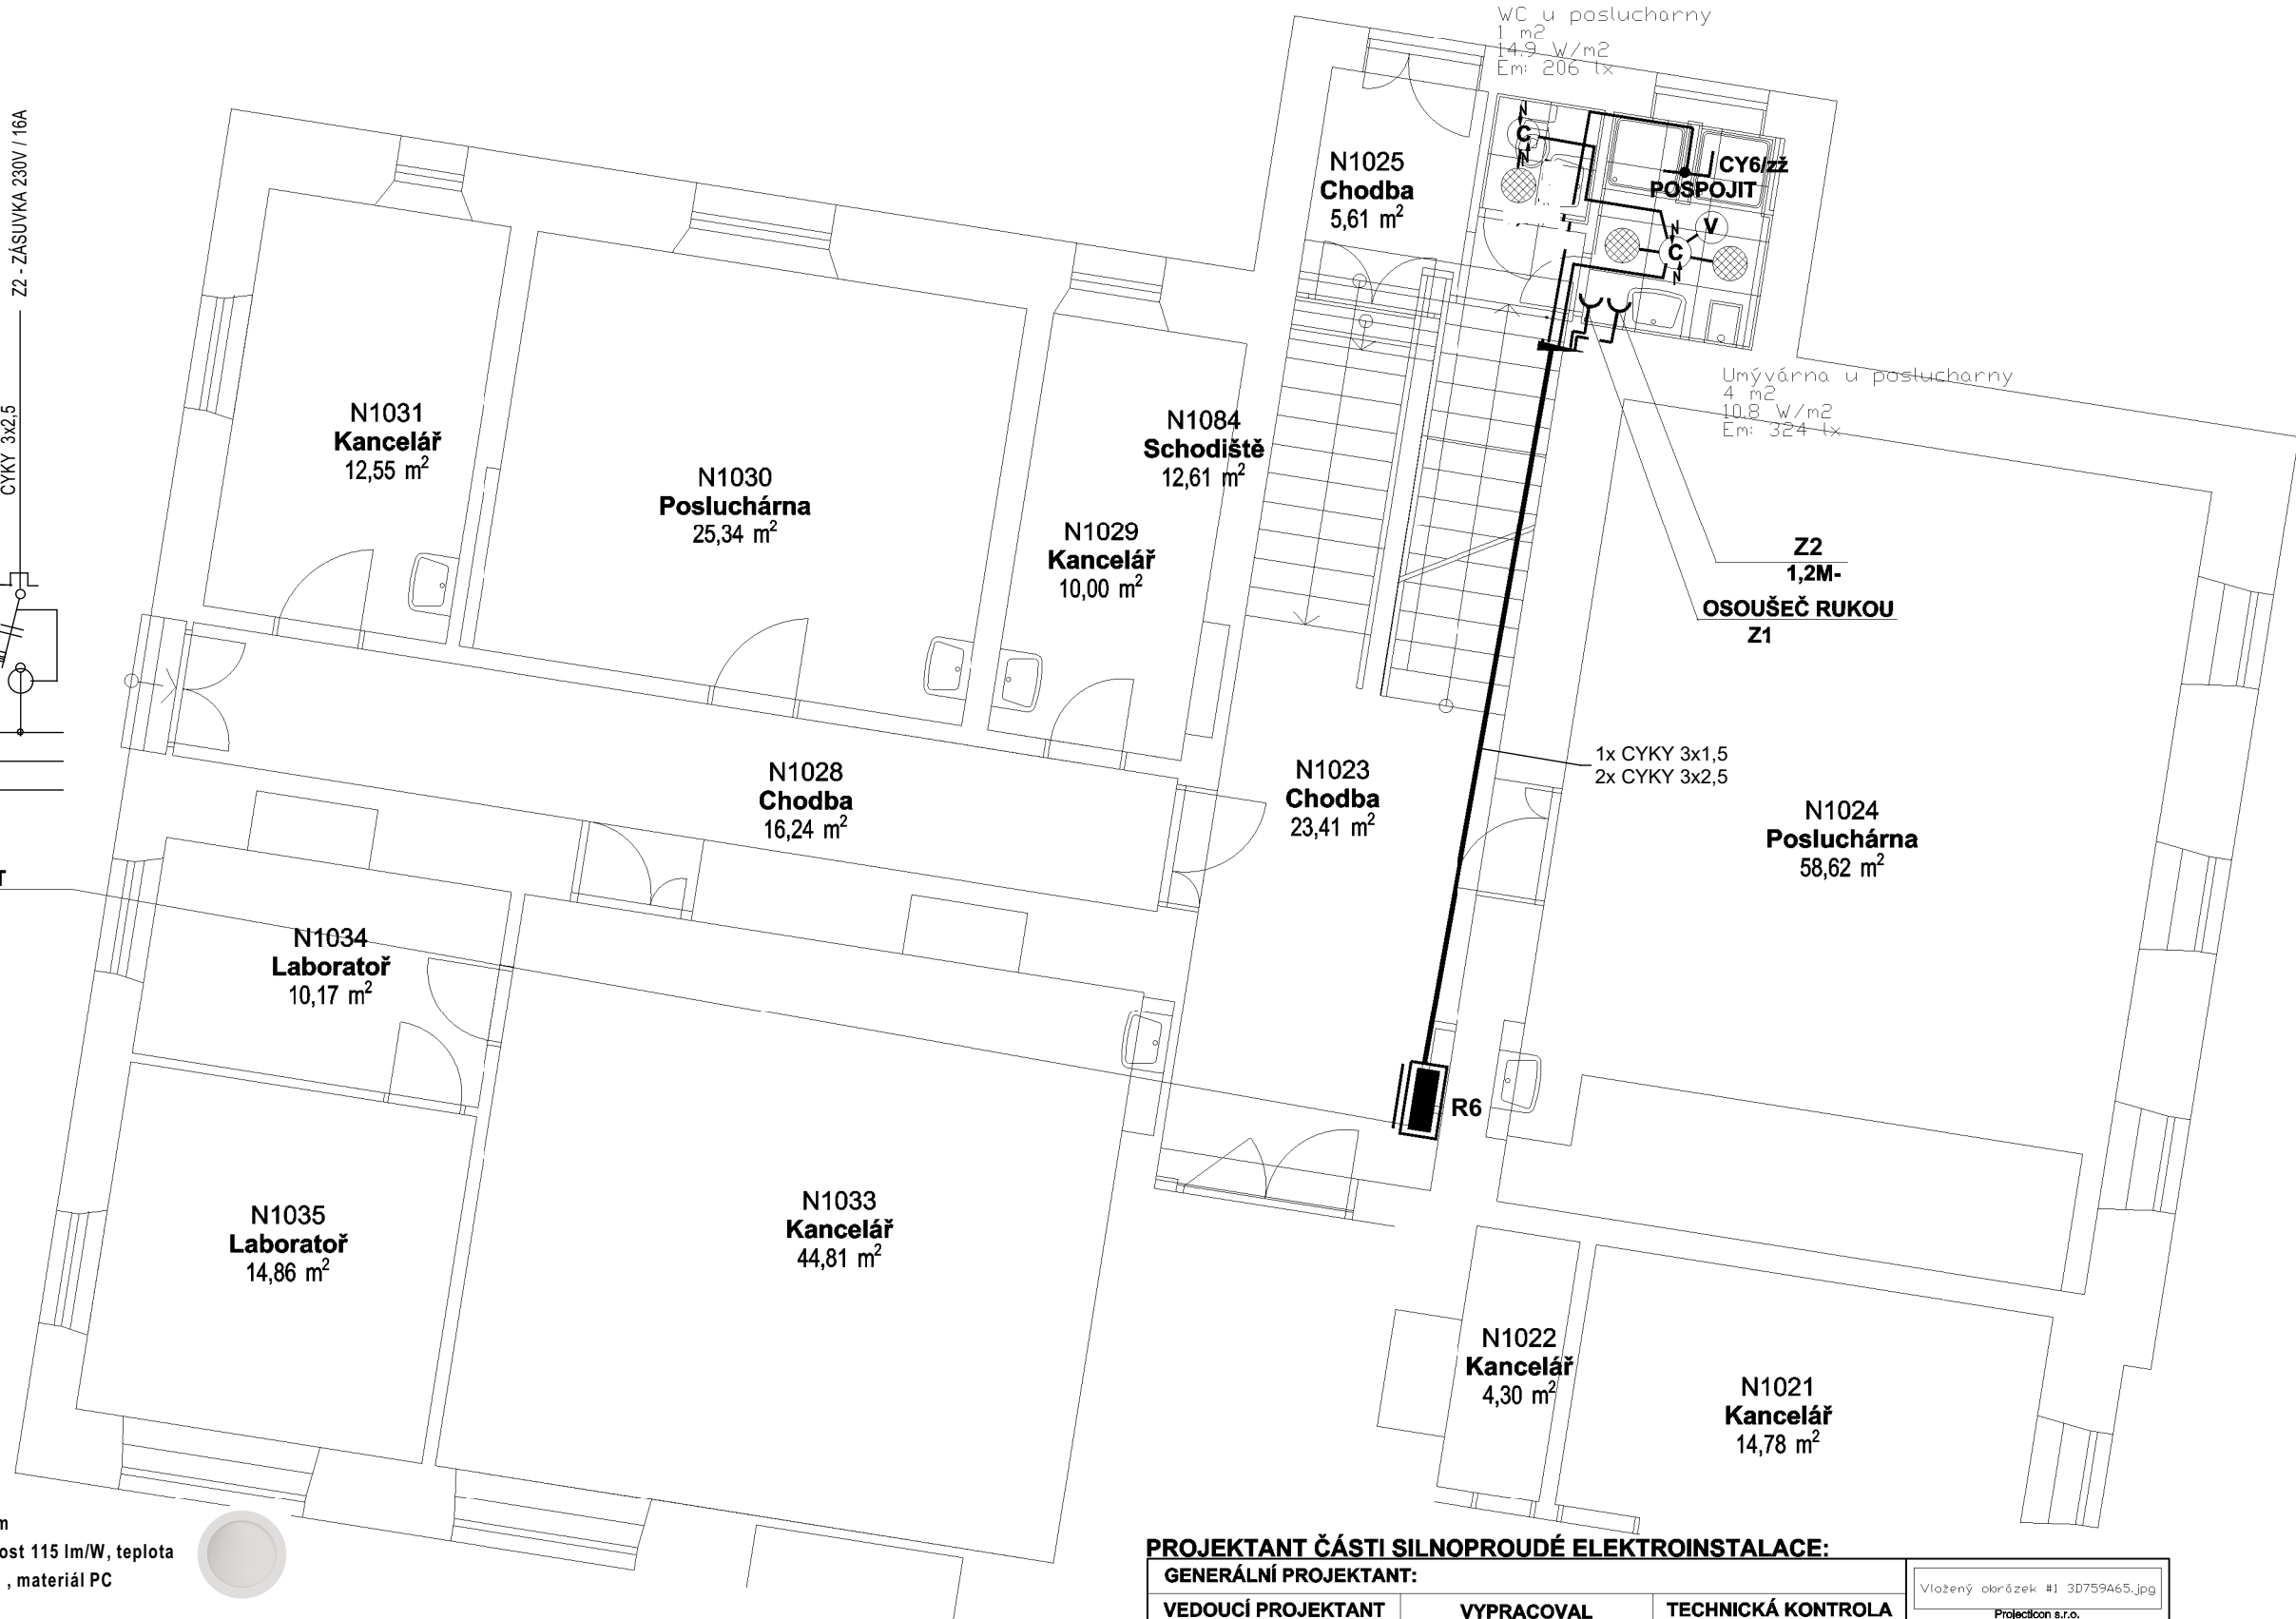 WC u poslucharny
1 m2
14.9 W/m2
Em: 206 lx
Z2 - ZÁSUVKA 230V / 16A
CYKY 3x2,5
N1025
Chodba
5,61 m²
CY6/zž
POSPOJIT
C
N
N
V
C
N
N
Umývárna u poslucharny
4 m2
10.8 W/m2
Em: 324 lx
N1031
Kancelář
12,55 m²
N1030
Posluchárna
25,34 m²
N1084
Schodiště
12,61 m²
N1029
Kancelář
10,00 m²
Z2
1,2M-
OSOUŠEČ RUKOU
Z1
1x CYKY 3x1,5
2x CYKY 3x2,5
N1028
Chodba
16,24 m²
N1023
Chodba
23,41 m²
N1024
Posluchárna
58,62 m²
T
N1034
Laboratoř
10,17 m²
R6
N1035
Laboratoř
14,86 m²
N1033
Kancelář
44,81 m²
N1022
Kancelář
4,30 m²
N1021
Kancelář
14,78 m²
m
ost 115 lm/W, teplota
, materiál PC
PROJEKTANT ČÁSTI SILNOPROUDÉ ELEKTROINSTALACE:
GENERÁLNÍ PROJEKTANT:
VEDOUCÍ PROJEKTANT
VYPRACOVAL
TECHNICKÁ KONTROLA
Vložený obrázek #1 3D759A65.jpg
Projecticon s.r.o.